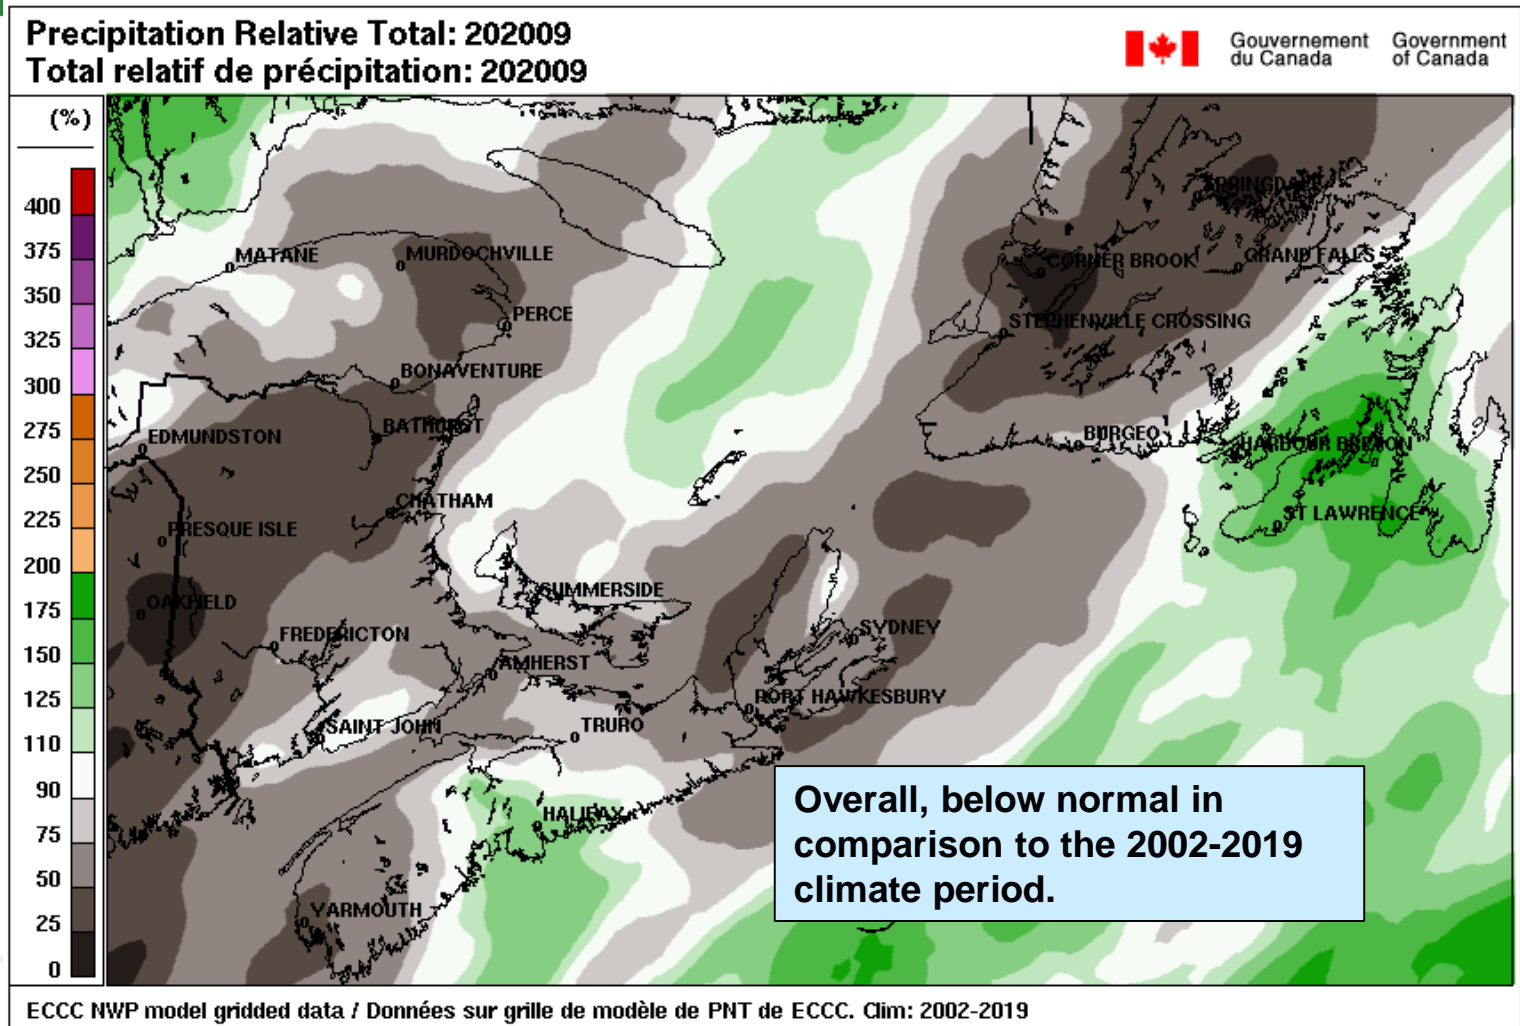 Precipitation Relative Total: 202009
Total relatif de précipitation: 202009
Gouvernement du Canada
Government of Canada
(%)
400
375
350
325
300
275
250
225
200
175
150
125
110
90
75
50
25
0
SPRINGDALE
MATANE
MURDOCHVILLE
CORNER BROOK
GRAND FALLS
PERCE
STEPHENVILLE CROSSING
BONAVENTURE
BATHURST
EDMUNDSTON
BURGEO
HARBOUR BRETON
CHATHAM
ST LAWRENCE
PRESQUE ISLE
OAKFIELD
SUMMERSIDE
FREDERICTON
SYDNEY
AMHERST
PORT HAWKESBURY
SAINT JOHN
TRURO
HALIFAX
YARMOUTH
Overall, below normal in
comparison to the 2002-2019
climate period.
ECCC NWP model gridded data / Données sur grille de modèle de PNT de ECCC. Clim: 2002-2019